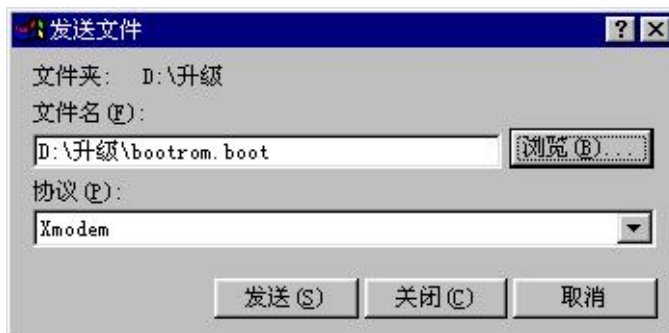 发送文件
文件夹: D:\升级
文件名(F):
D:\升级\bootrom.boot 浏览(B)...
协议(P):
Xmodem
发送(S) 关闭(C) 取消